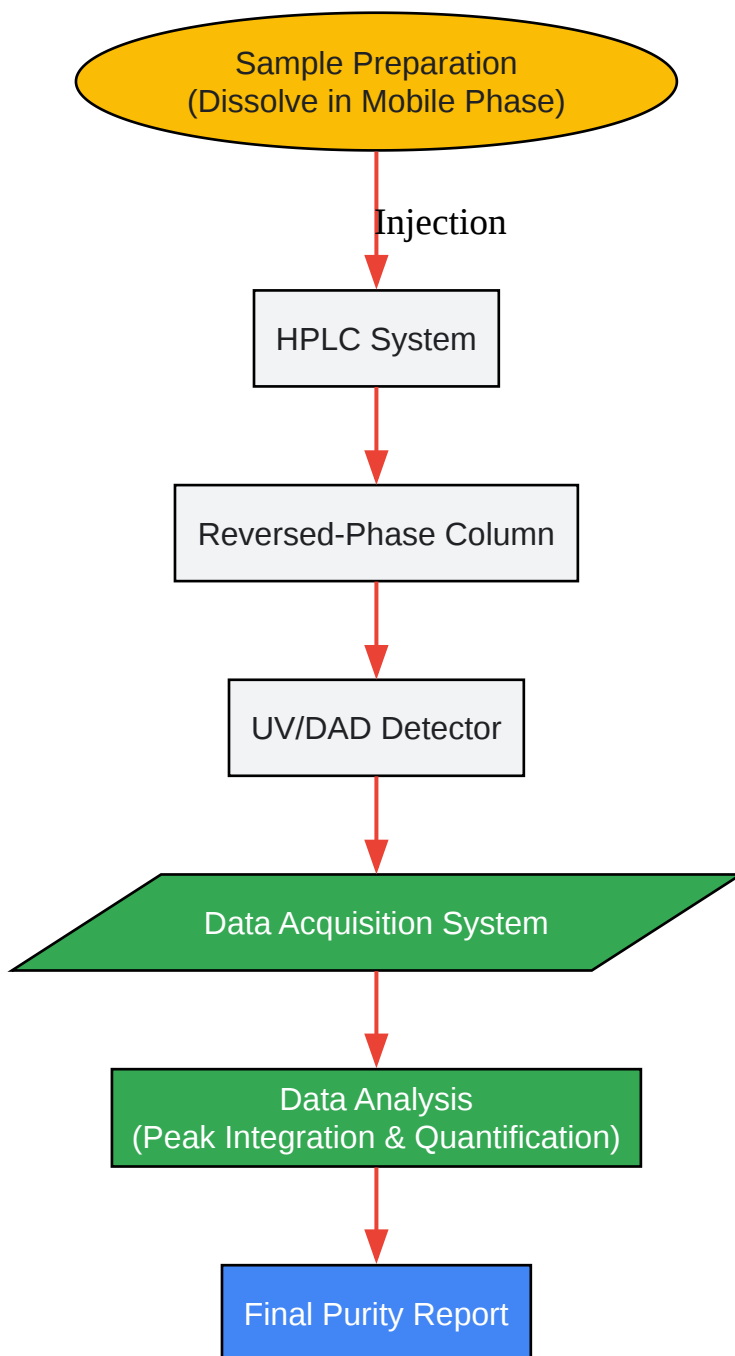 Sample Preparation
(Dissolve in Mobile Phase)
Injection
HPLC System
Reversed-Phase Column
UV/DAD Detector
Data Acquisition System
Data Analysis
(Peak Integration & Quantification)
Final Purity Report